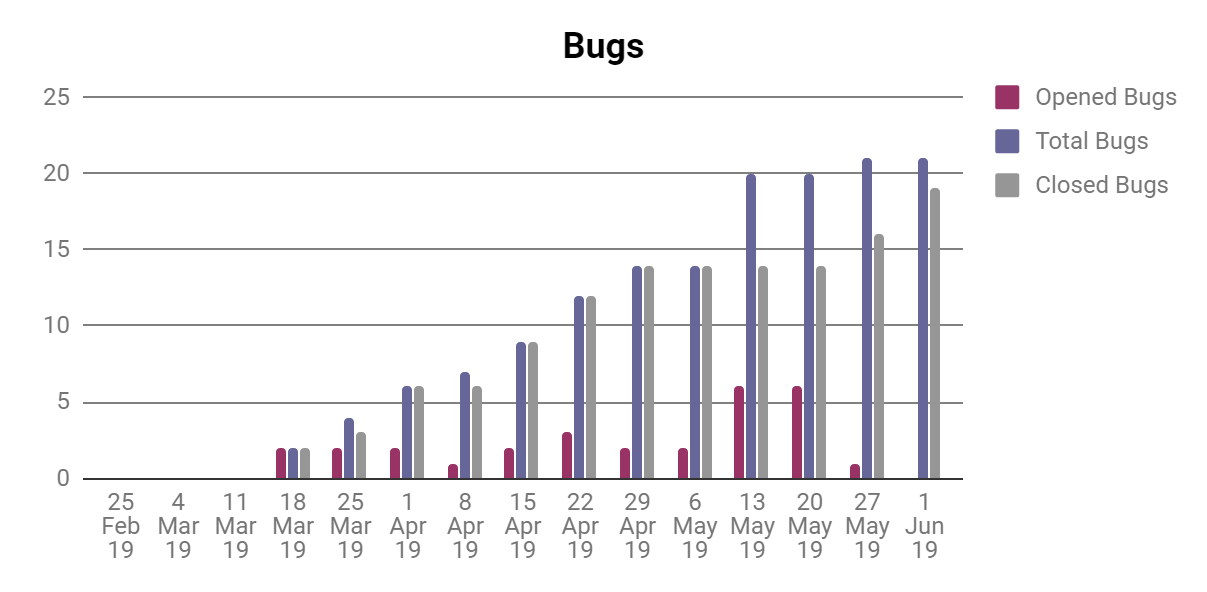 Bugs
25
20
15
10
5
0
Opened Bugs
Total Bugs
Closed Bugs
25 4 11 18 25 1 8 15 22 29 6 13 20 27 1
Feb Mar Mar Mar Mar Apr Apr Apr Apr Apr May May May May Jun
19 19 19 19 19 19 19 19 19 19 19 19 19 19 19